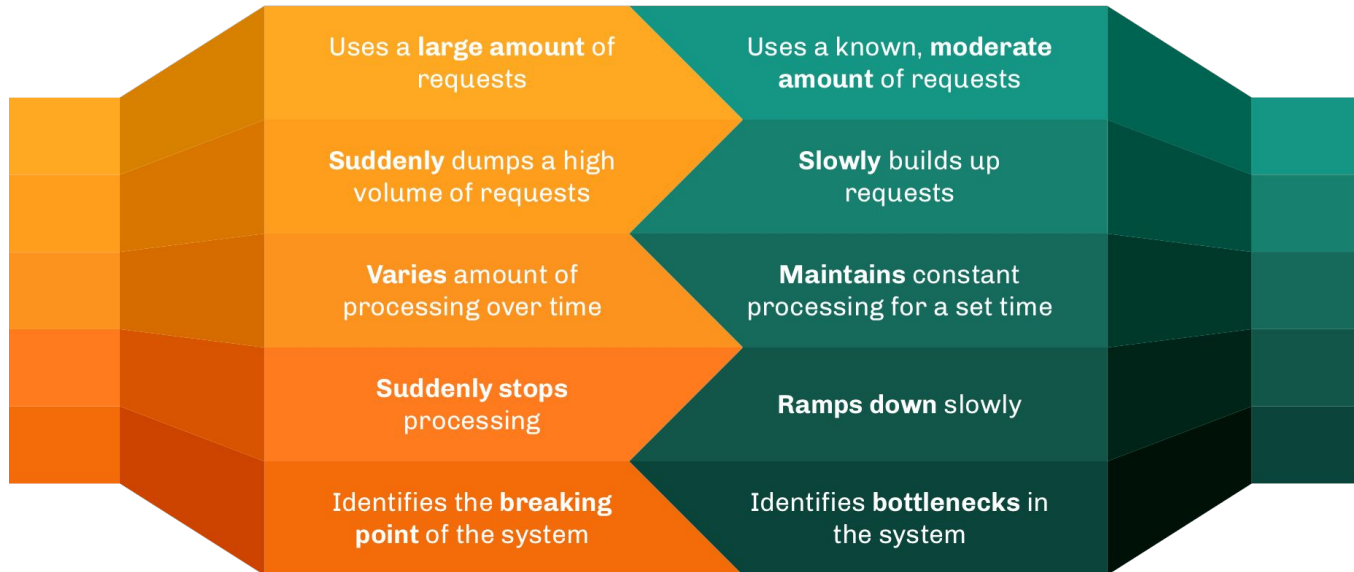 Uses a large amount of
requests
Uses a known, moderate
amount of requests
Suddenly dumps a high
volume of requests
Slowly builds up
requests
Varies amount of
processing over time
Maintains constant
processing for a set time
Suddenly stops
processing
Ramps down slowly
Identifies the breaking
point of the system
Identifies bottlenecks in
the system